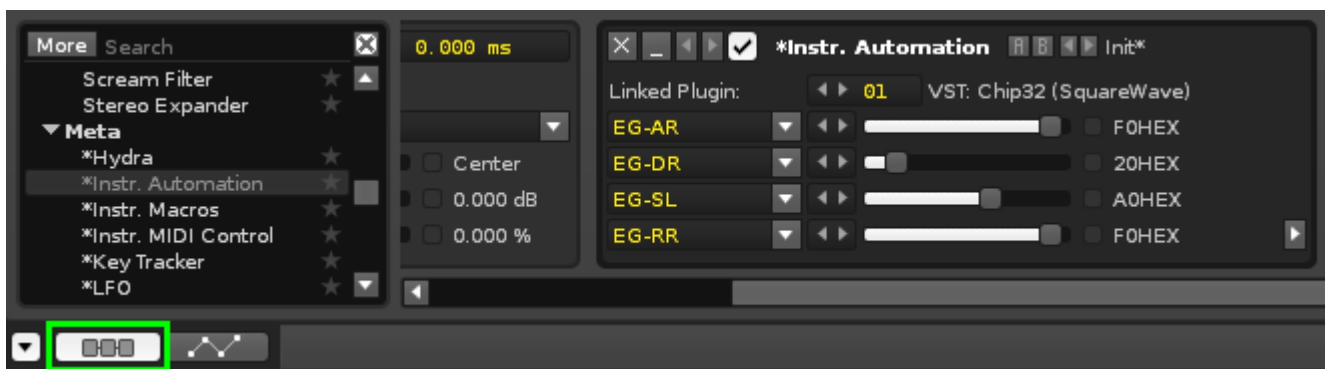 More Search
Scream Filter
Stereo Expander
Meta
*Hydra
*Instr. Automation
*Instr. Macros
*Instr. MIDI Control
*Key Tracker
*LFO
0.000 ms
Center
0.000 dB
0.000 %
*Instr. Automation A B Init*
Linked Plugin: 01 VST: Chip32 (SquareWave)
EG-AR F0HEX
EG-DR 20HEX
EG-SL A0HEX
EG-RR F0HEX